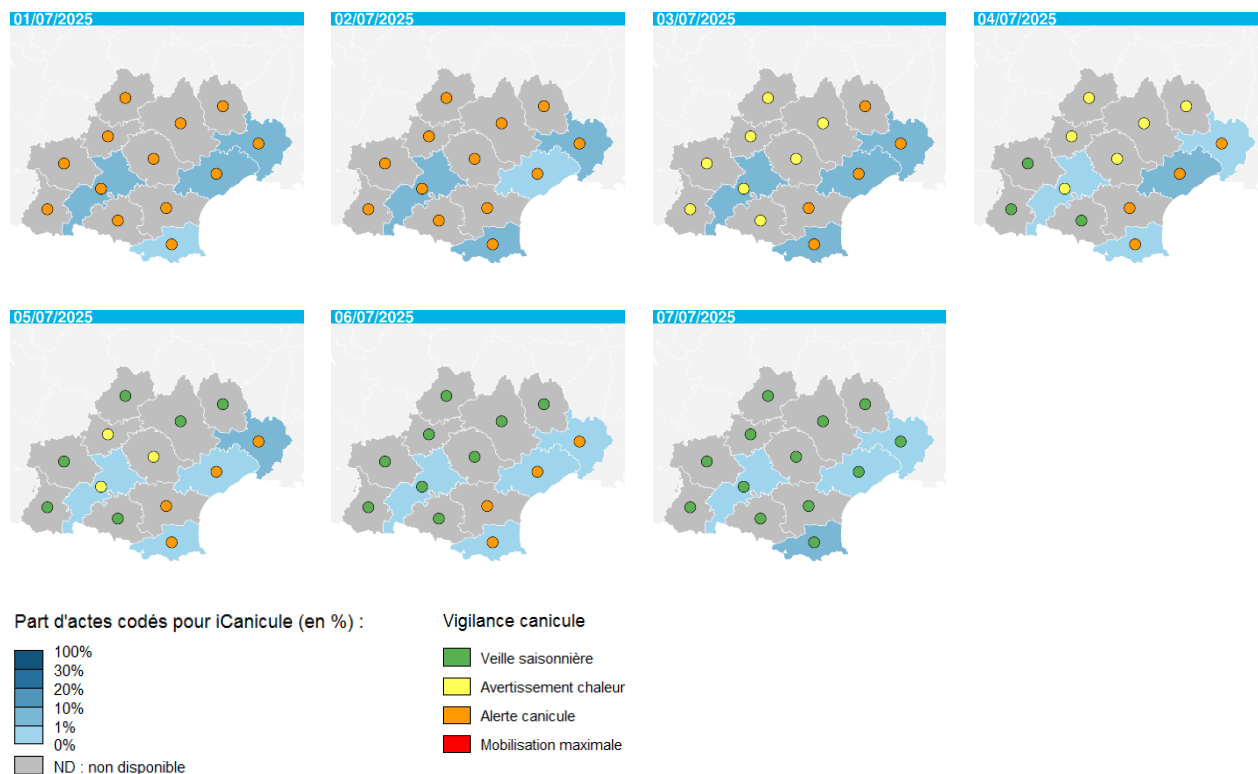 01/07/2025
02/07/2025
03/07/2025
04/07/2025
05/07/2025
06/07/2025
07/07/2025
Part d'actes codés pour iCanicule (en %) :
100%
30%
20%
10%
1%
0%
ND : non disponible
Vigilance canicule
Veille saisonnière
Avertissement chaleur
Alerte canicule
Mobilisation maximale